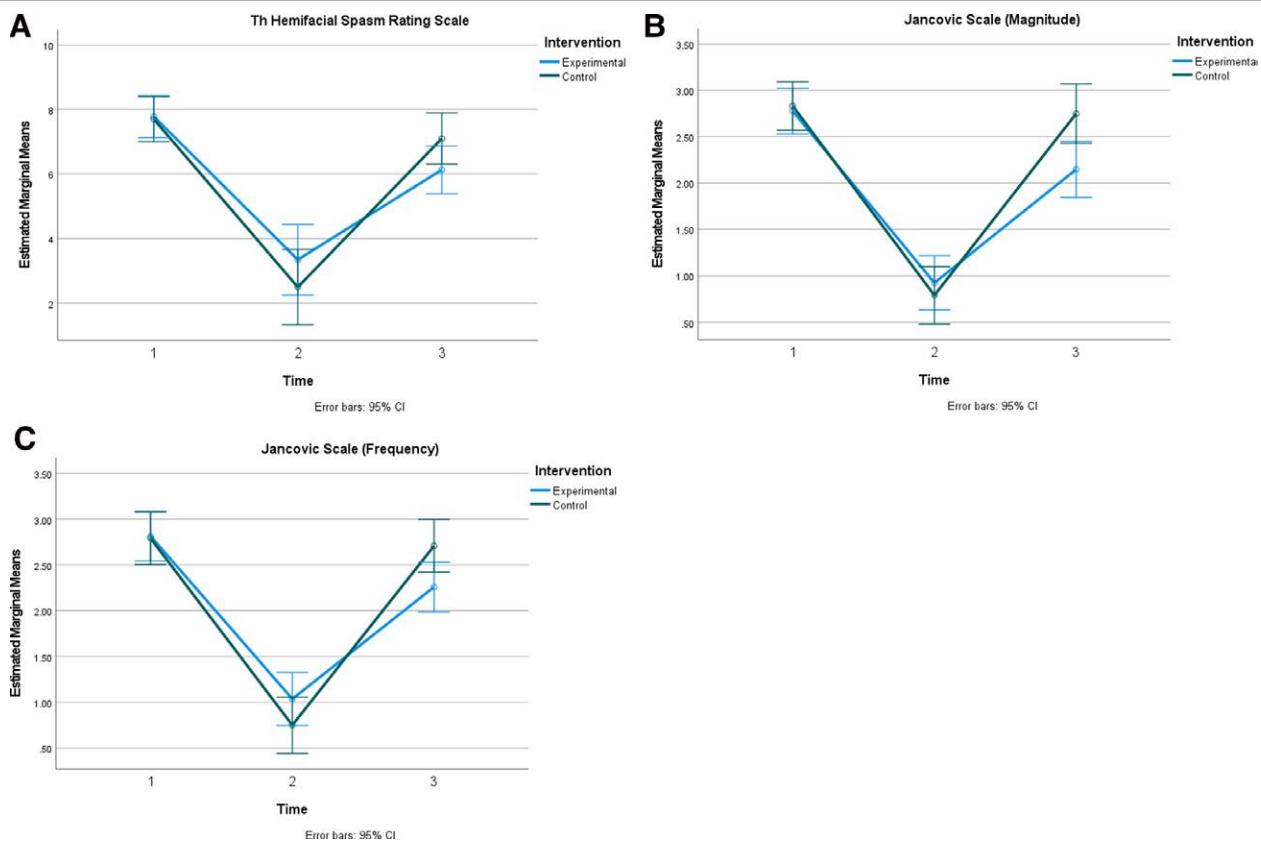 A
Th Hemifacial Spasm Rating Scale
Intervention
Experimental
Control
Estimated Marginal Means
10
8
6
4
2
1 2 3
Time
Error bars: 95% CI
B
Jancovic Scale (Magnitude)
Intervention
Experimenta
Control
Estimated Marginal Means
3.50
3.00
2.50
2.00
1.50
1.00
.50
1 2 3
Time
Error bars: 95% CI
C
Jancovic Scale (Frequency)
Intervention
Experimental
Control
Estimated Marginal Means
3.50
3.00
2.50
2.00
1.50
1.00
.50
1 2 3
Time
Error bars: 95% CI